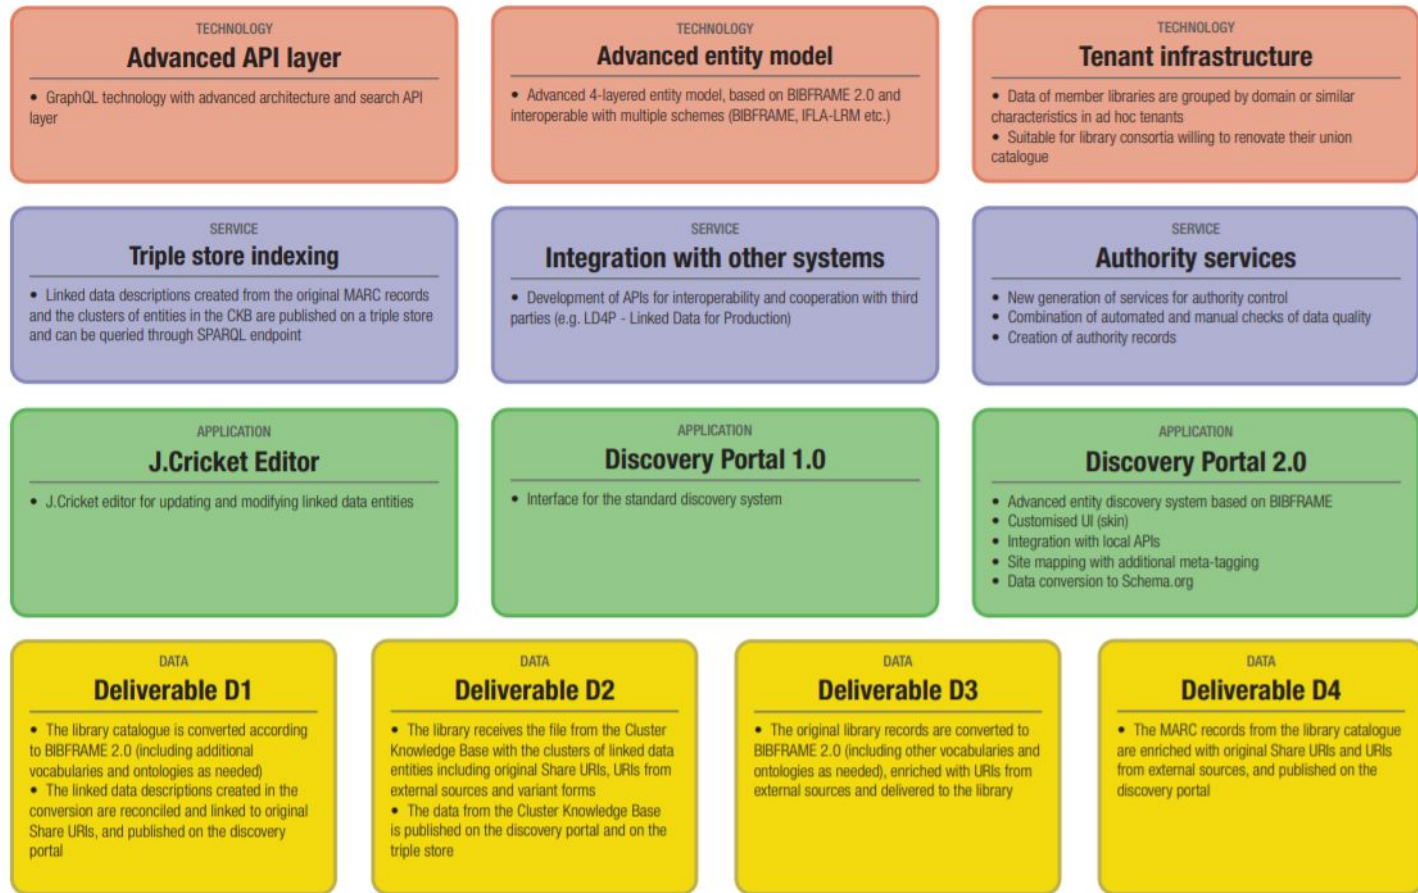 TECHNOLOGY
Advanced API layer
• GraphQL technology with advanced architecture and search API
layer
TECHNOLOGY
Advanced entity model
• Advanced 4-layered entity model, based on BIBFRAME 2.0 and
interoperable with multiple schemes (BIBFRAME, IFLA-LRM etc.)
TECHNOLOGY
Tenant infrastructure
• Data of member libraries are grouped by domain or similar
characteristics in ad hoc tenants
• Suitable for library consortia willing to renovate their union
catalogue
SERVICE
Triple store indexing
• Linked data descriptions created from the original MARC records
and the clusters of entities in the CKB are published on a triple store
and can be queried through SPARQL endpoint
SERVICE
Integration with other systems
• Development of APIs for interoperability and cooperation with third
parties (e.g. LD4P - Linked Data for Production)
SERVICE
Authority services
• New generation of services for authority control
• Combination of automated and manual checks of data quality
• Creation of authority records
APPLICATION
J.Cricket Editor
• J.Cricket editor for updating and modifying linked data entities
APPLICATION
Discovery Portal 1.0
• Interface for the standard discovery system
APPLICATION
Discovery Portal 2.0
• Advanced entity discovery system based on BIBFRAME
• Customised UI (skin)
• Integration with local APIs
• Site mapping with additional meta-tagging
• Data conversion to Schema.org
DATA
Deliverable D1
• The library catalogue is converted according
to BIBFRAME 2.0 (including additional
vocabularies and ontologies as needed)
• The linked data descriptions created in the
conversion are reconciled and linked to original
Share URIs, and published on the discovery
portal
DATA
Deliverable D2
• The library receives the file from the Cluster
Knowledge Base with the clusters of linked data
entities including original Share URIs, URIs from
external sources and variant forms
• The data from the Cluster Knowledge Base
is published on the discovery portal and on the
triple store
DATA
Deliverable D3
• The original library records are converted to
BIBFRAME 2.0 (including other vocabularies and
ontologies as needed), enriched with URIs from
external sources and delivered to the library
DATA
Deliverable D4
• The MARC records from the library catalogue
are enriched with original Share URIs and URIs
from external sources, and published on the
discovery portal